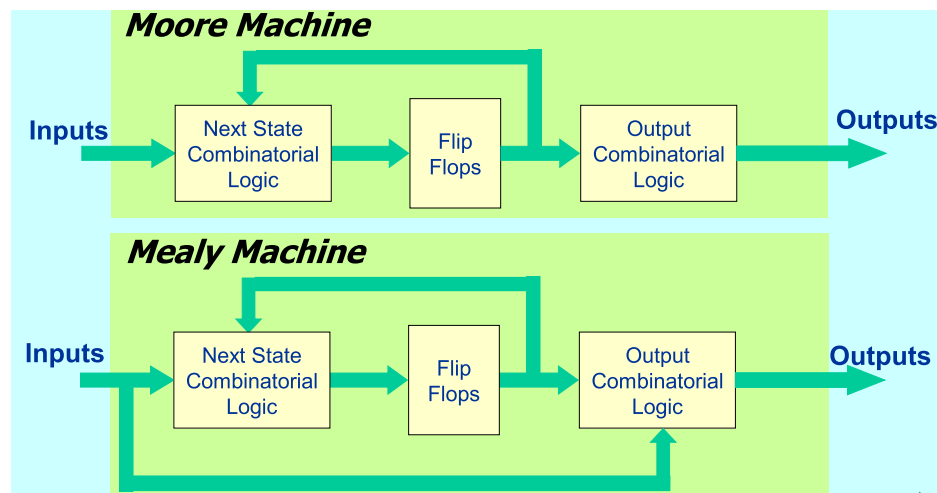 Moore Machine
Inputs
Next State
Combinatorial
Logic
Flip
Flops
Output
Combinatorial
Logic
Outputs
Mealy Machine
Inputs
Next State
Combinatorial
Logic
Flip
Flops
Output
Combinatorial
Logic
Outputs